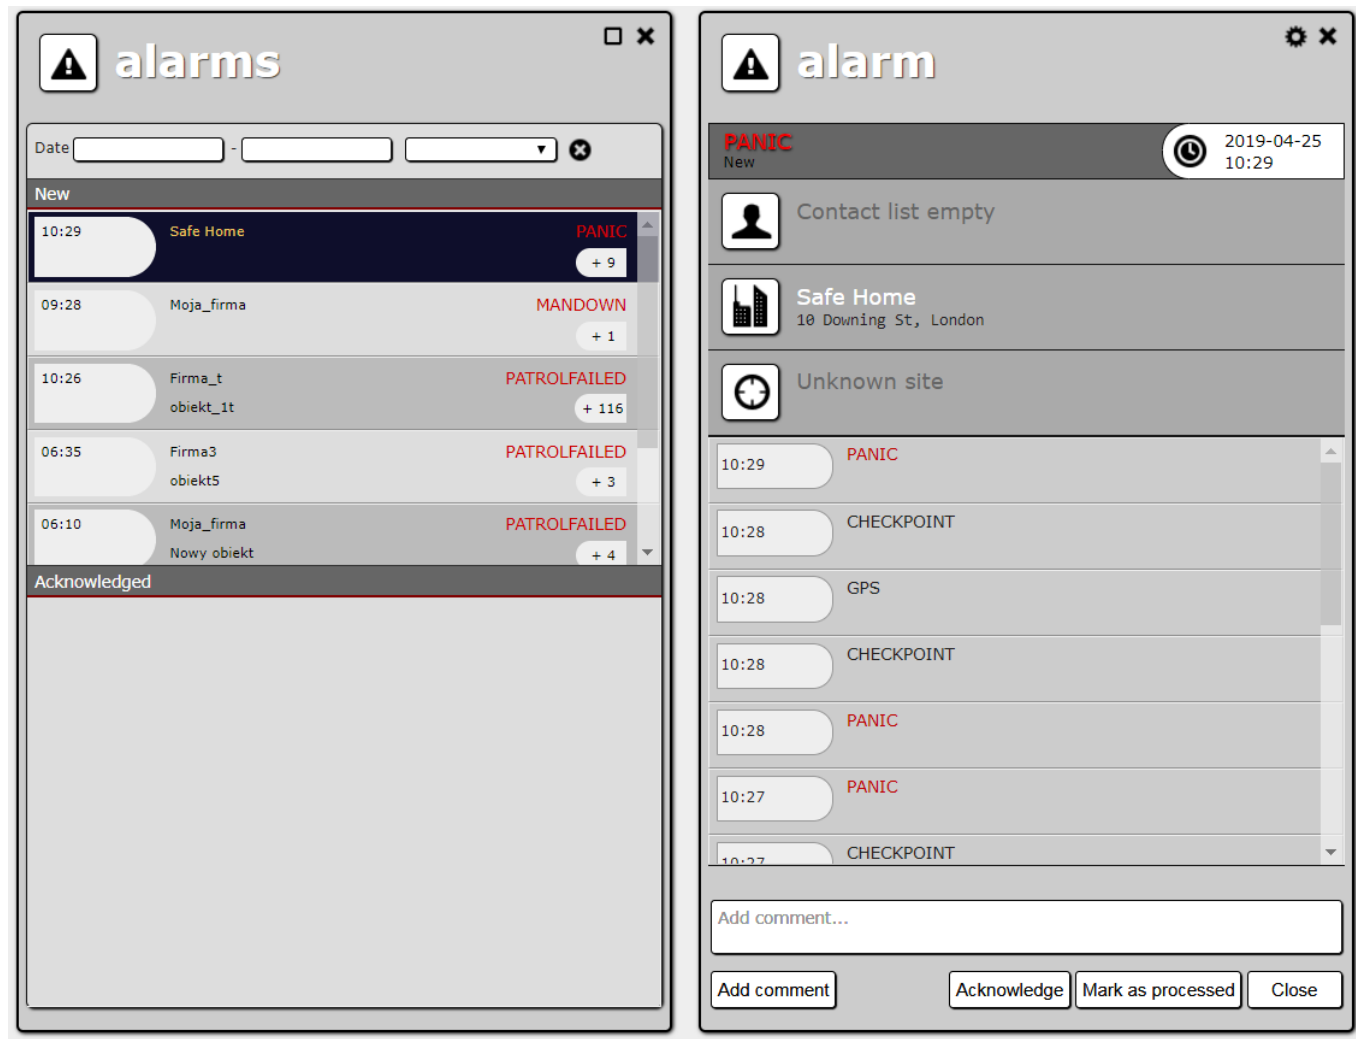 alarms
Date -
New
10:29 Safe Home PANIC
+ 9
09:28 Moja_firma MANDOWN
+ 1
10:26 Firma_t PATROLFAILED
obiekt_1t + 116
06:35 Firma3 PATROLFAILED
obiekt5 + 3
06:10 Moja_firma PATROLFAILED
Nowy obiekt + 4
Acknowledged
alarm
PANIC
New
2019-04-25
10:29
Contact list empty
Safe Home
10 Downing St, London
Unknown site
10:29 PANIC
10:28 CHECKPOINT
10:28 GPS
10:28 CHECKPOINT
10:28 PANIC
10:27 PANIC
10:27 CHECKPOINT
Add comment...
Add comment Acknowledge Mark as processed Close